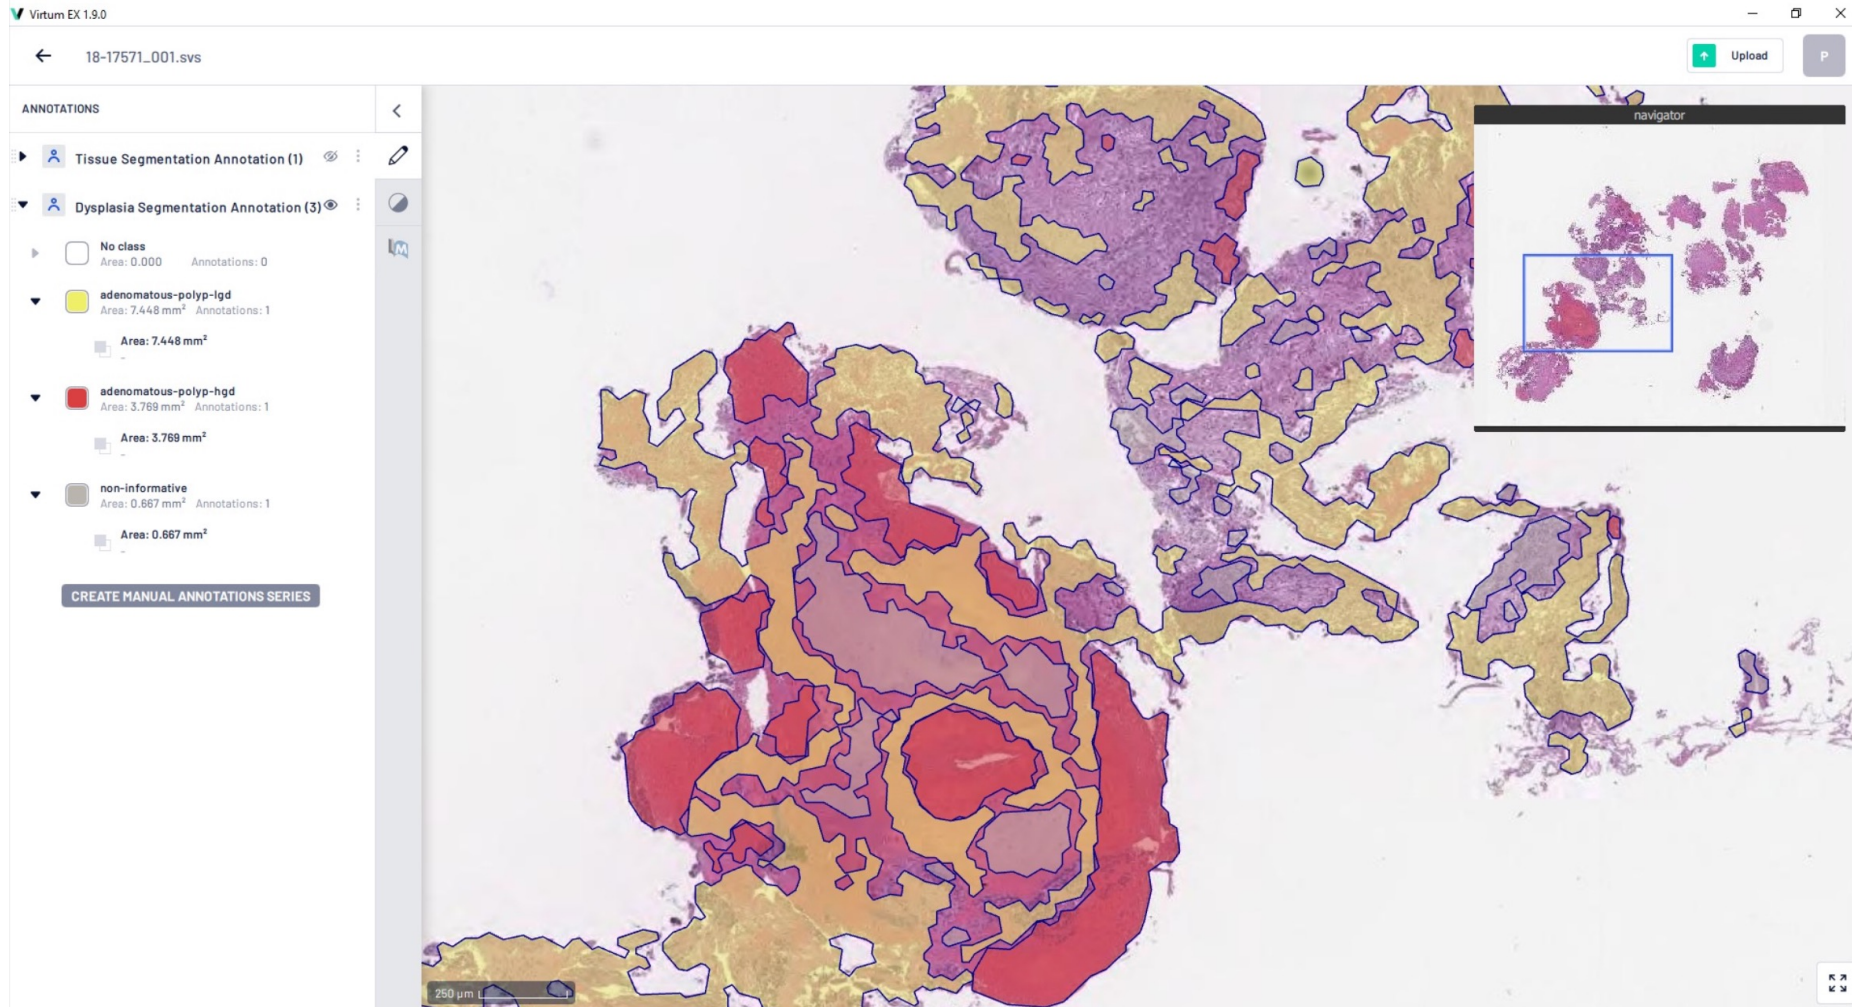 Virtum EX 1.9.0
18-17571_001.svs
Upload
P
ANNOTATIONS
navigator
Tissue Segmentation Annotation (1)
Dysplasia Segmentation Annotation (3)
No class
Area: 0.000 Annotations: 0
adenomatous-polyp-lgd
Area: 7.448 mm² Annotations: 1
Area: 7.448 mm²
-
adenomatous-polyp-hgd
Area: 3.769 mm² Annotations: 1
Area: 3.769 mm²
-
non-informative
Area: 0.667 mm² Annotations: 1
Area: 0.667 mm²
-
CREATE MANUAL ANNOTATIONS SERIES
250 µm